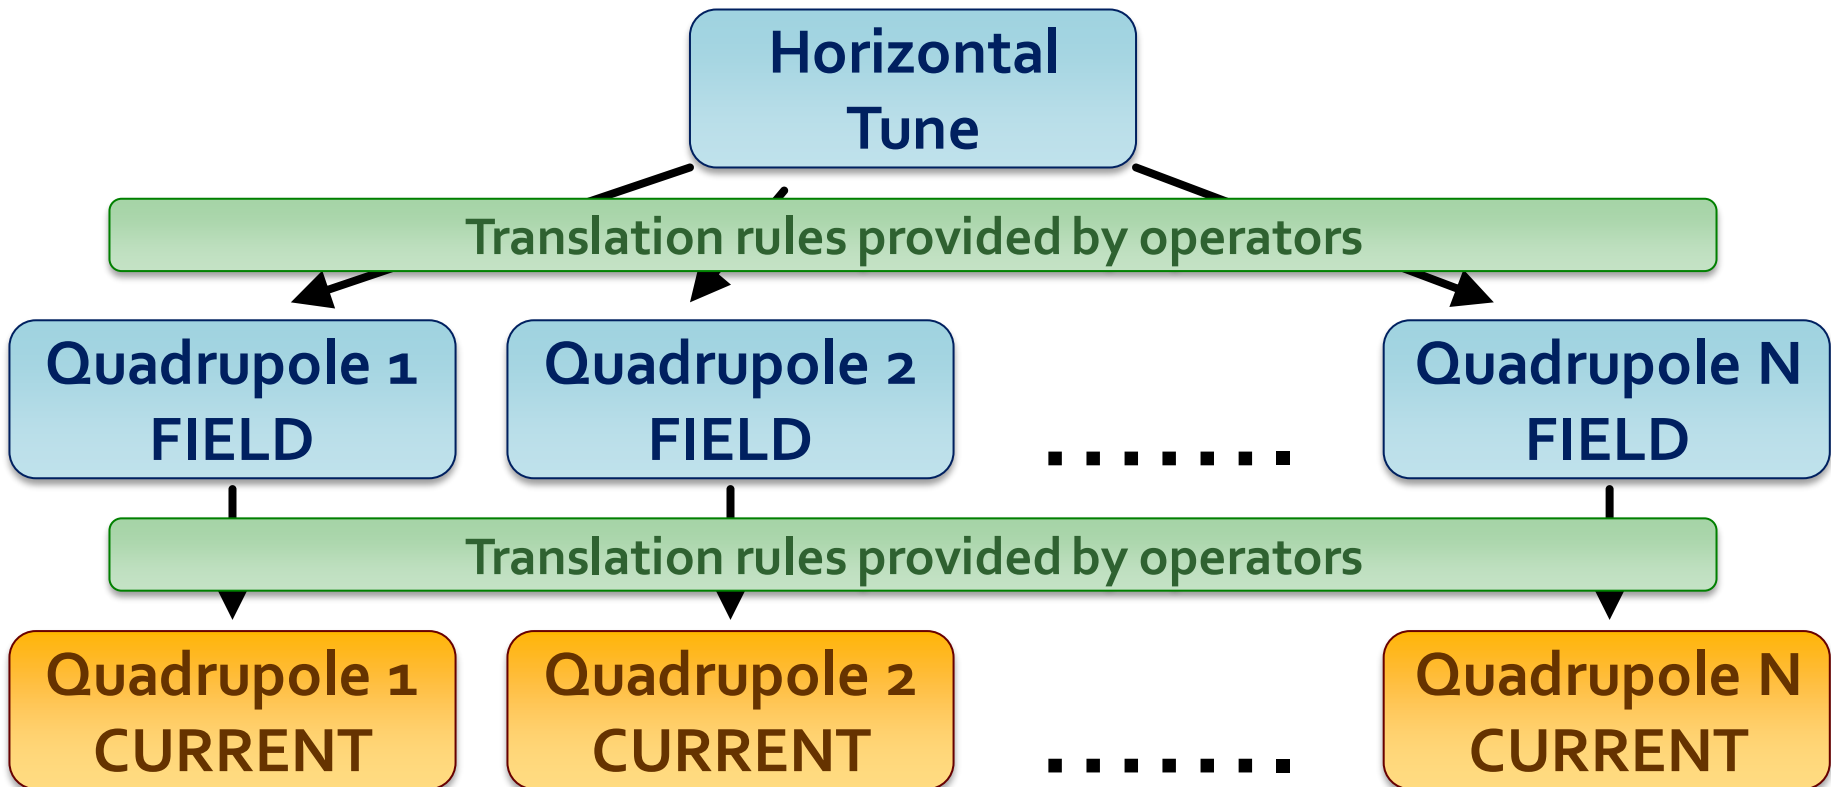 Horizontal
Tune
Translation rules provided by operators
Quadrupole 1
FIELD
Quadrupole 2
FIELD
.......
Quadrupole N
FIELD
Translation rules provided by operators
Quadrupole 1
CURRENT
Quadrupole 2
CURRENT
.......
Quadrupole N
CURRENT